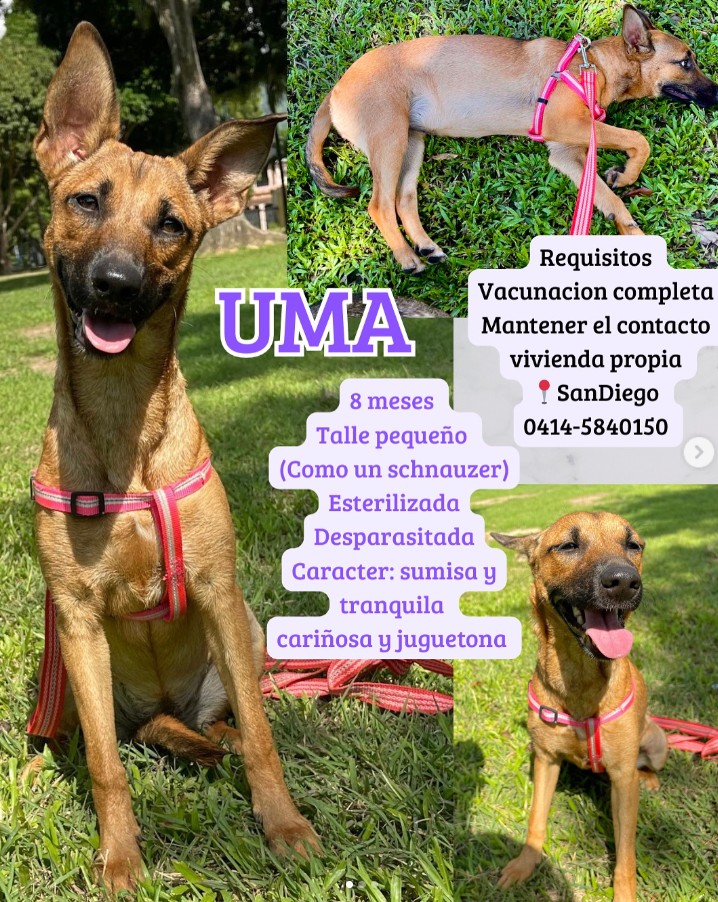 UMA
8 meses
Talle pequeño
(Como un schnauzer)
Esterilizada
Desparasitada
Caracter: sumisa y
tranquila
cariñosa y juguetona
Requisitos
Vacunacion completa
Mantener el contacto
vivienda propia
📍SanDiego
0414-5840150